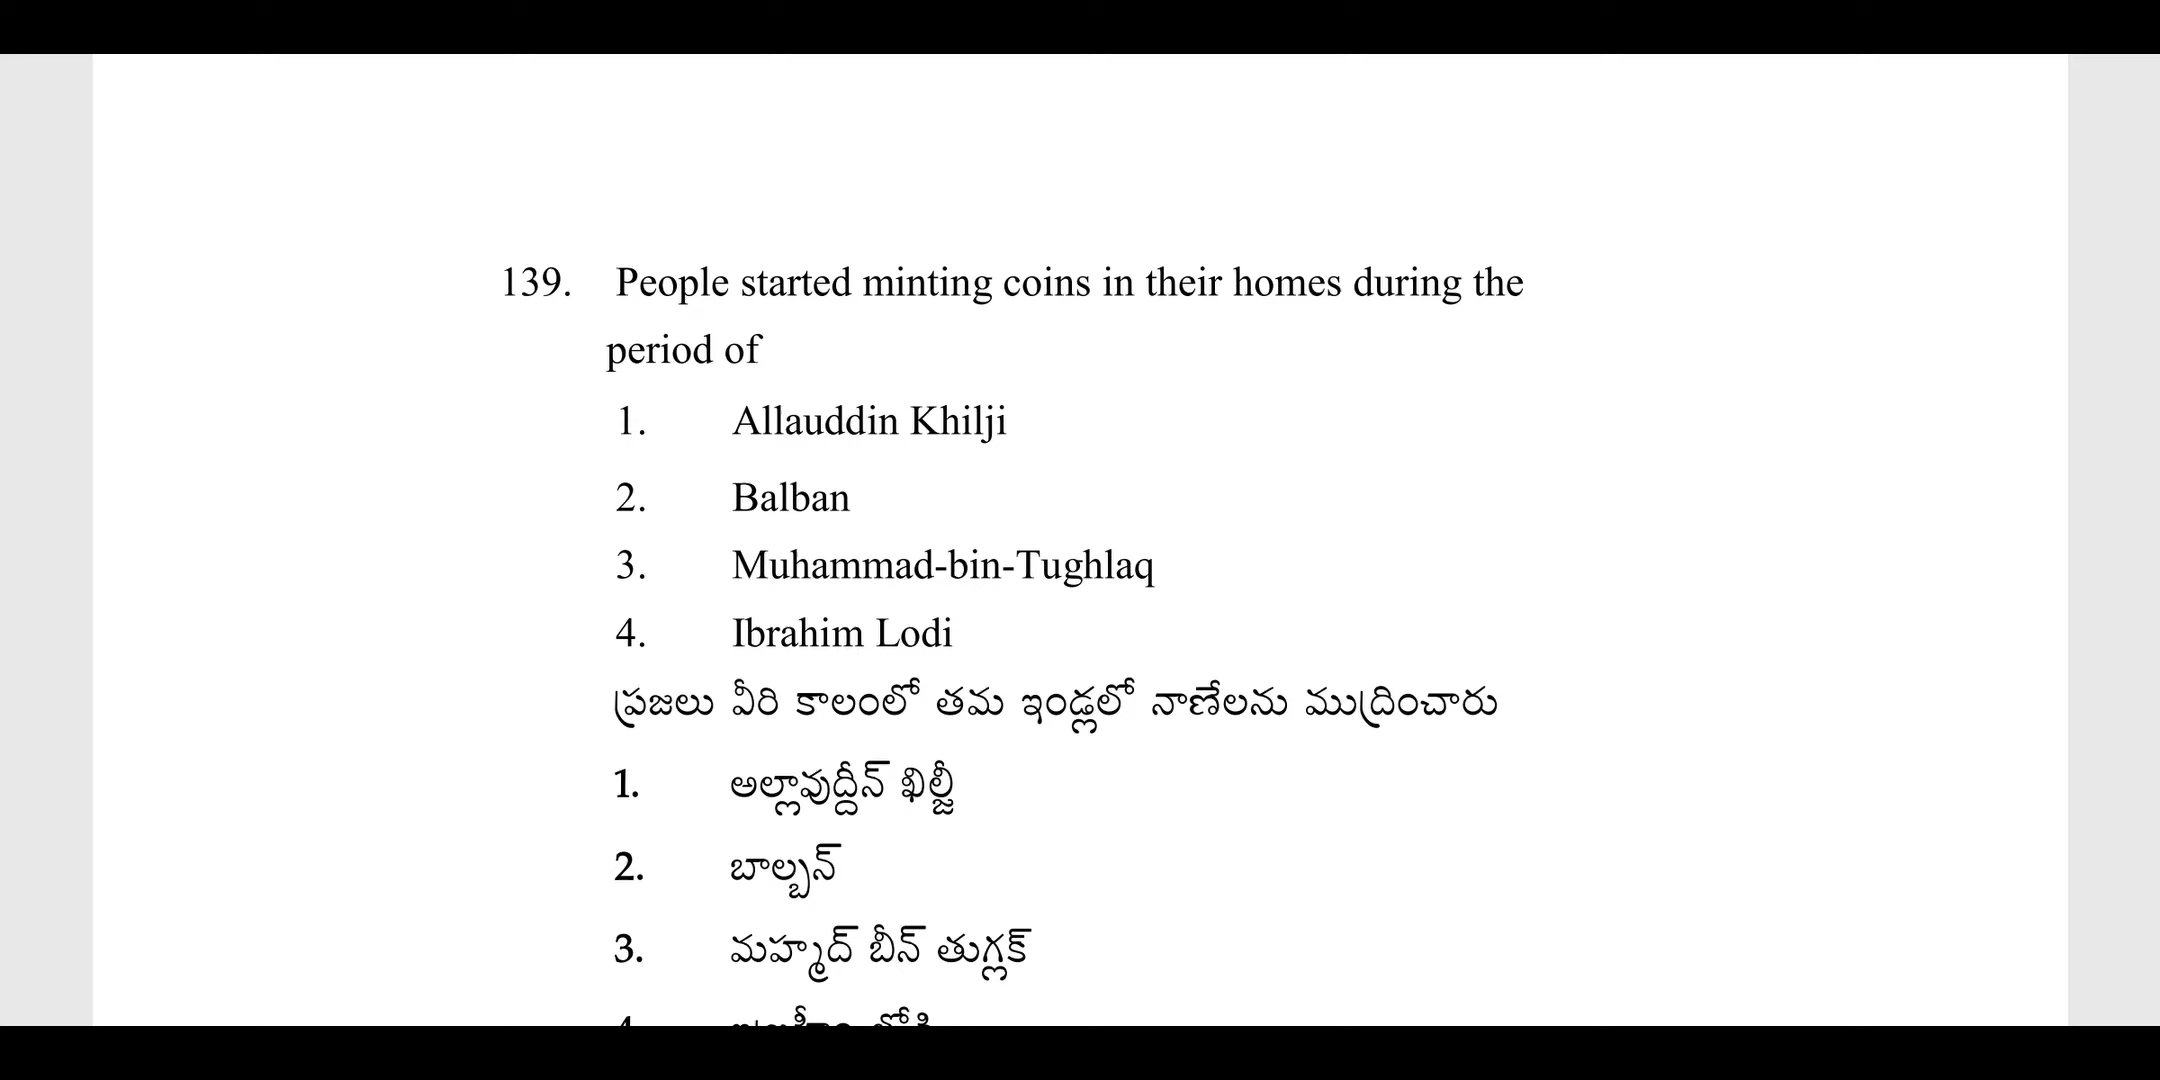 139. People started minting coins in their homes during the
period of
1. Allauddin Khilji
2. Balban
3. Muhammad-bin-Tughlaq
4. Ibrahim Lodi
ప్రజలు వీరి కాలంలో తమ ఇండ్లలో నాణేలను ముద్రించారు
1. అల్లావుద్దీన్ ఖిల్జీ
2. బాల్బన్
3. మహ్మద్ బీన్ తుగ్లక్